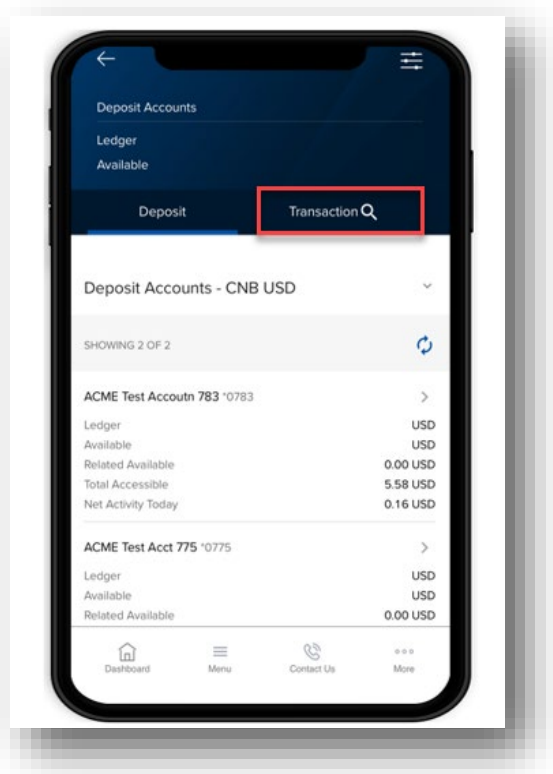 Deposit Accounts
Ledger
Available
Deposit Transaction
Deposit Accounts - CNB USD
SHOWING 2 OF 2
ACME Test Accoutn 783 *0783
Ledger USD
Available USD
Related Available 0.00 USD
Total Accessible 5.58 USD
Net Activity Today 0.16 USD
ACME Test Acct 775 *0775
Ledger USD
Available USD
Related Available 0.00 USD
Dashboard Menu Contact Us More